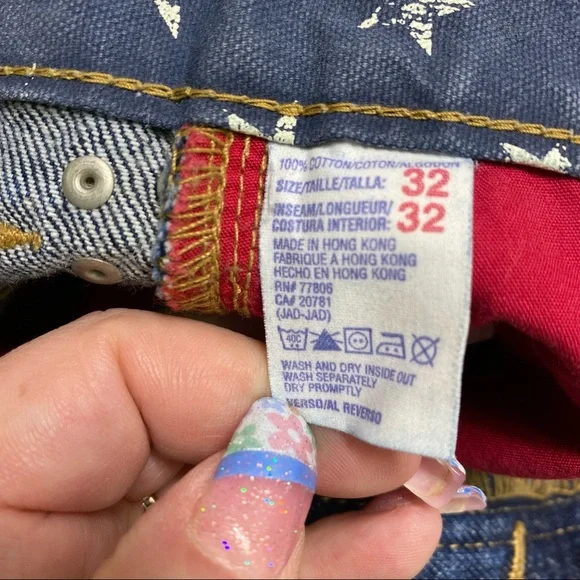 100% COTTON/COTON/ALGODON
SIZE/TAILLE/TALLA: 32
INSEAM/LONGUEUR/
COSTURA INTERIOR: 32
MADE IN HONG KONG
FABRIQUE A HONG KONG
HECHO EN HONG KONG
RN# 77806
CA# 20781
(JAD-JAD)
40C
WASH AND DRY INSIDE OUT
WASH SEPARATELY
DRY PROMPTLY
VERSO/AL REVERSO